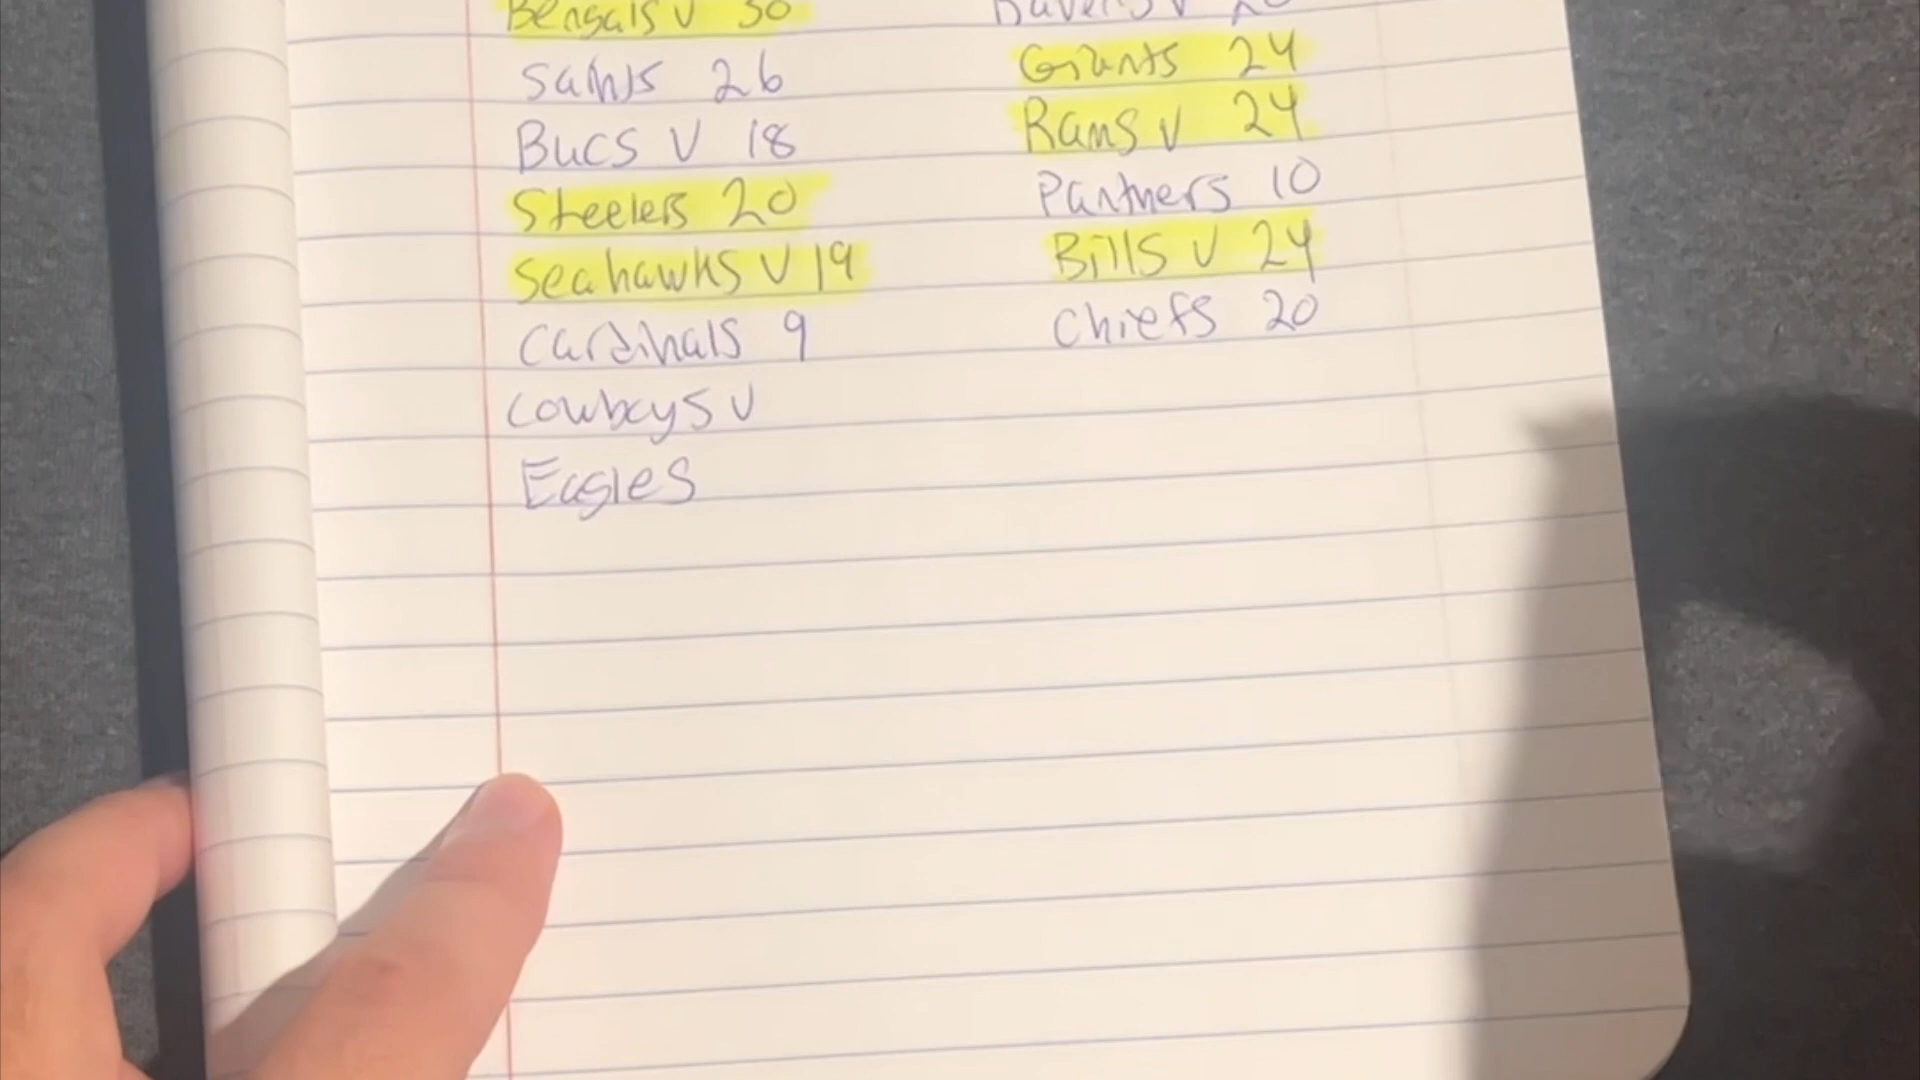 Bengals v 30
Saints 26
Bucs v 18
Steelers 20
Seahawks v 19
Cardinals 9
Cowboys v
Eagles
Ravens v
Giants 24
Rams v 24
Panthers 10
Bills v 24
Chiefs 20